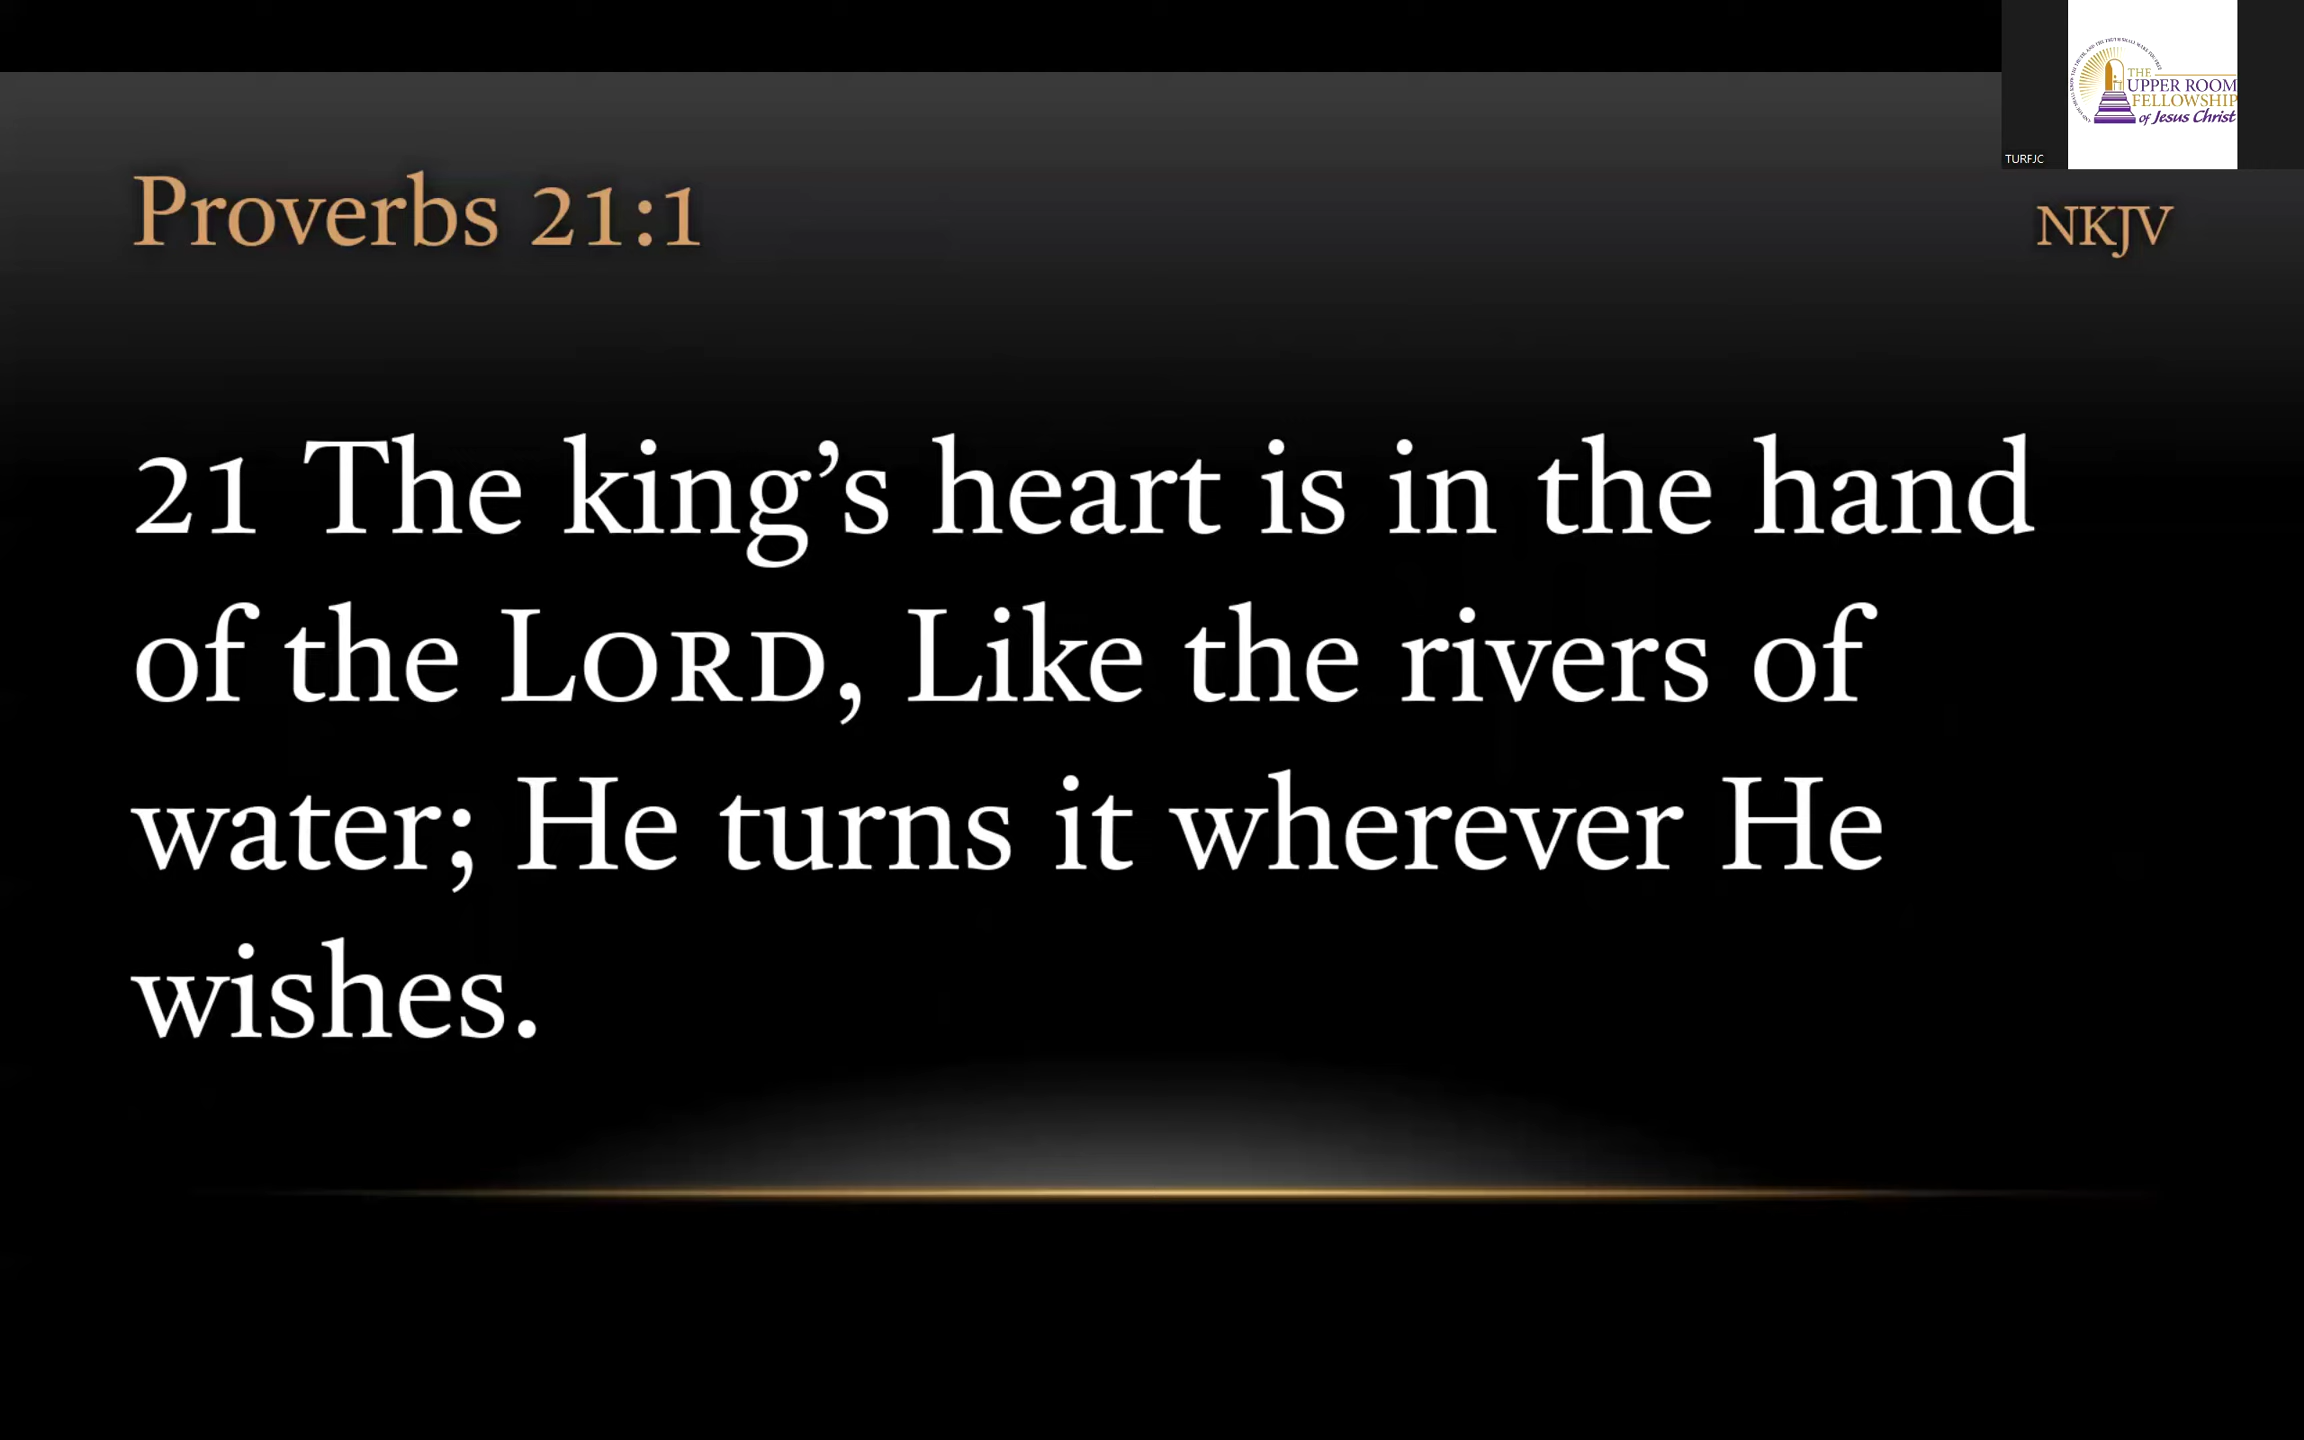 Proverbs 21:1
NKJV
21 The king’s heart is in the hand
of the LORD, Like the rivers of
water; He turns it wherever He
wishes.
THE
UPPER ROOM
FELLOWSHIP
of Jesus Christ
TURFJC